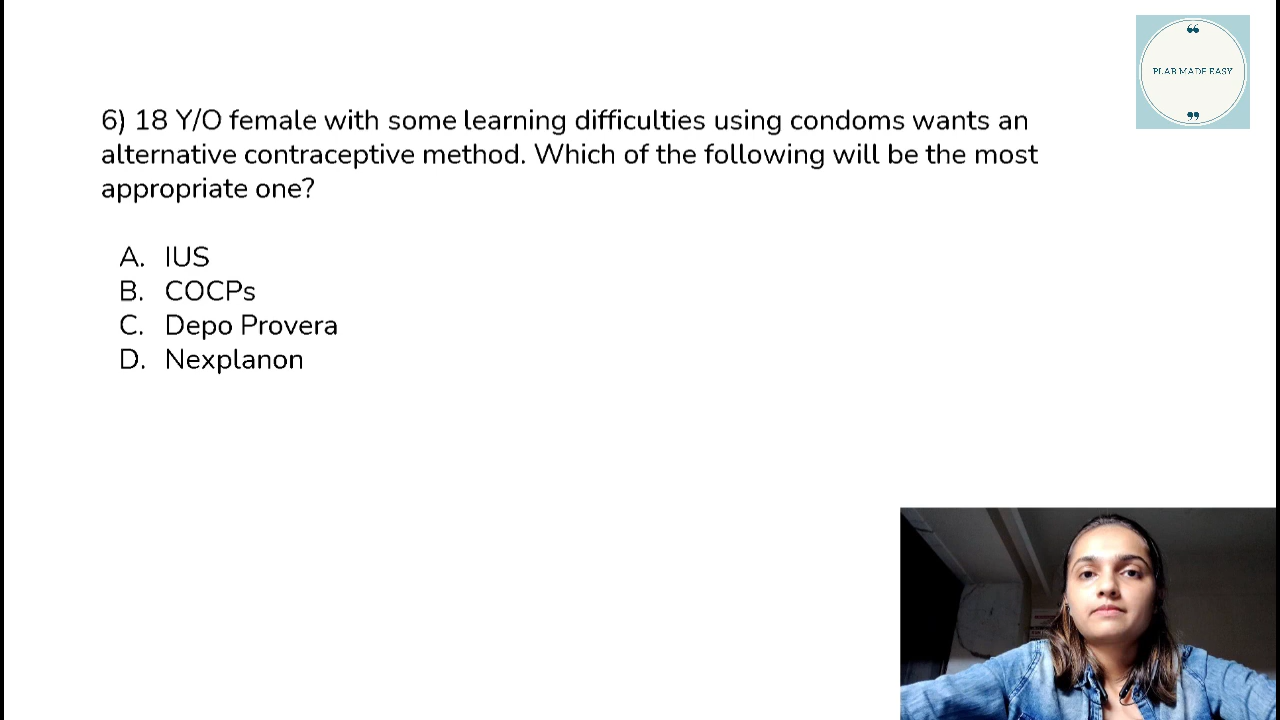 ❝
PLAB MADE EASY
❞
6) 18 Y/O female with some learning difficulties using condoms wants an
alternative contraceptive method. Which of the following will be the most
appropriate one?
A. IUS
B. COCPs
C. Depo Provera
D. Nexplanon